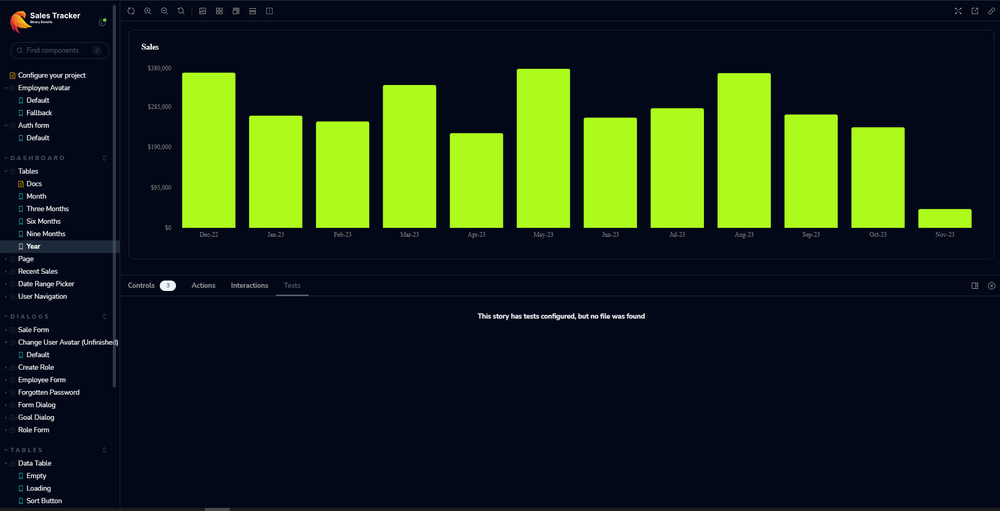 Sales Tracker
Binary Bandits
Find components /
Configure your project
Employee Avatar
Default
Fallback
Auth form
Default
DASHBOARD
Tables
Docs
Month
Three Months
Six Months
Nine Months
Year
Page
Recent Sales
Date Range Picker
User Navigation
DIALOGS
Sale Form
Change User Avatar (Unfinished)
Default
Create Role
Employee Form
Forgotten Password
Form Dialog
Goal Dialog
Role Form
TABLES
Data Table
Empty
Loading
Sort Button
Sales
$380,000
$285,000
$190,000
$95,000
$0
Dec-22 Jan-23 Feb-23 Mar-23 Apr-23 May-23 Jun-23 Jul-23 Aug-23 Sep-23 Oct-23 Nov-23
Controls 3 Actions Interactions Tests
This story has tests configured, but no file was found